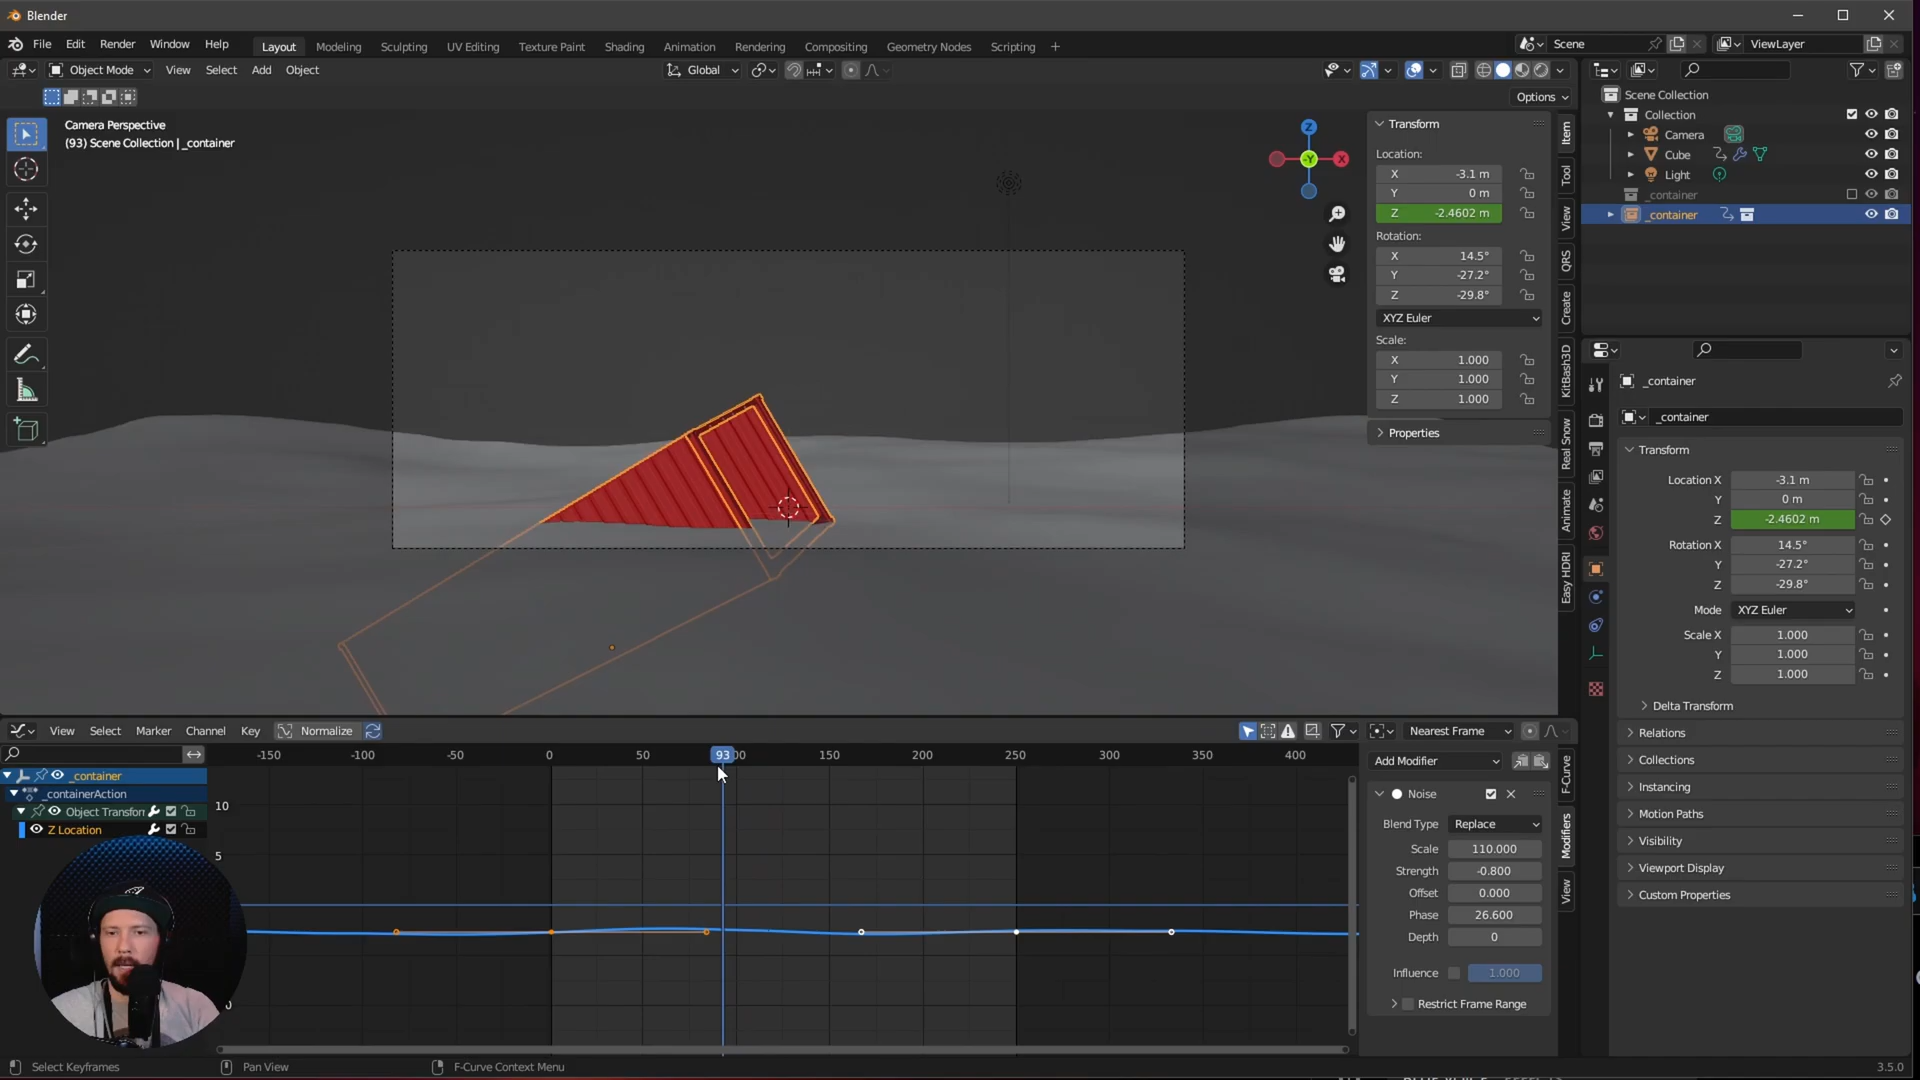 Blender
File Edit Render Window Help
Layout Modeling Sculpting UV Editing Texture Paint Shading Animation Rendering Compositing Geometry Nodes Scripting +
Scene
ViewLayer
Object Mode View Select Add Object
Global
Options
Camera Perspective
(93) Scene Collection | _container
Z
-Y
X
Transform
Location:
X -3.1 m
Y 0 m
Z -2.4602 m
Rotation:
X 14.5°
Y -27.2°
Z -29.8°
XYZ Euler
Scale:
X 1.000
Y 1.000
Z 1.000
Properties
Item
Tool
View
QRS
Create
KitBash3D
Real Snow
Animate
Easy HDRI
Scene Collection
Collection
Camera
Cube
Light
_container
_container
_container
_container
Transform
Location X -3.1 m
Y 0 m
Z -2.4602 m
Rotation X 14.5°
Y -27.2°
Z -29.8°
Mode XYZ Euler
Scale X 1.000
Y 1.000
Z 1.000
Delta Transform
Relations
Collections
Instancing
Motion Paths
Visibility
Viewport Display
Custom Properties
View Select Marker Channel Key Normalize
Nearest Frame
-150 -100 -50 0 50 93 150 200 250 300 350 400
_container
_containerAction
Object Transfor
Z Location
10
5
Add Modifier
Noise
Blend Type Replace
Scale 110.000
Strength -0.800
Offset 0.000
Phase 26.600
Depth 0
Influence 1.000
Restrict Frame Range
F-Curve
Modifiers
View
Select Keyframes
Pan View
F-Curve Context Menu
3.5.0